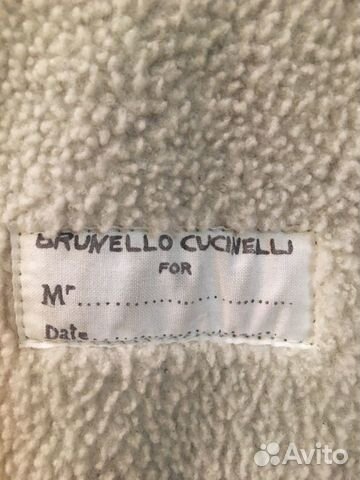 BRUNELLO CUCINELLI
FOR
Mr........................
Date........................
Avito